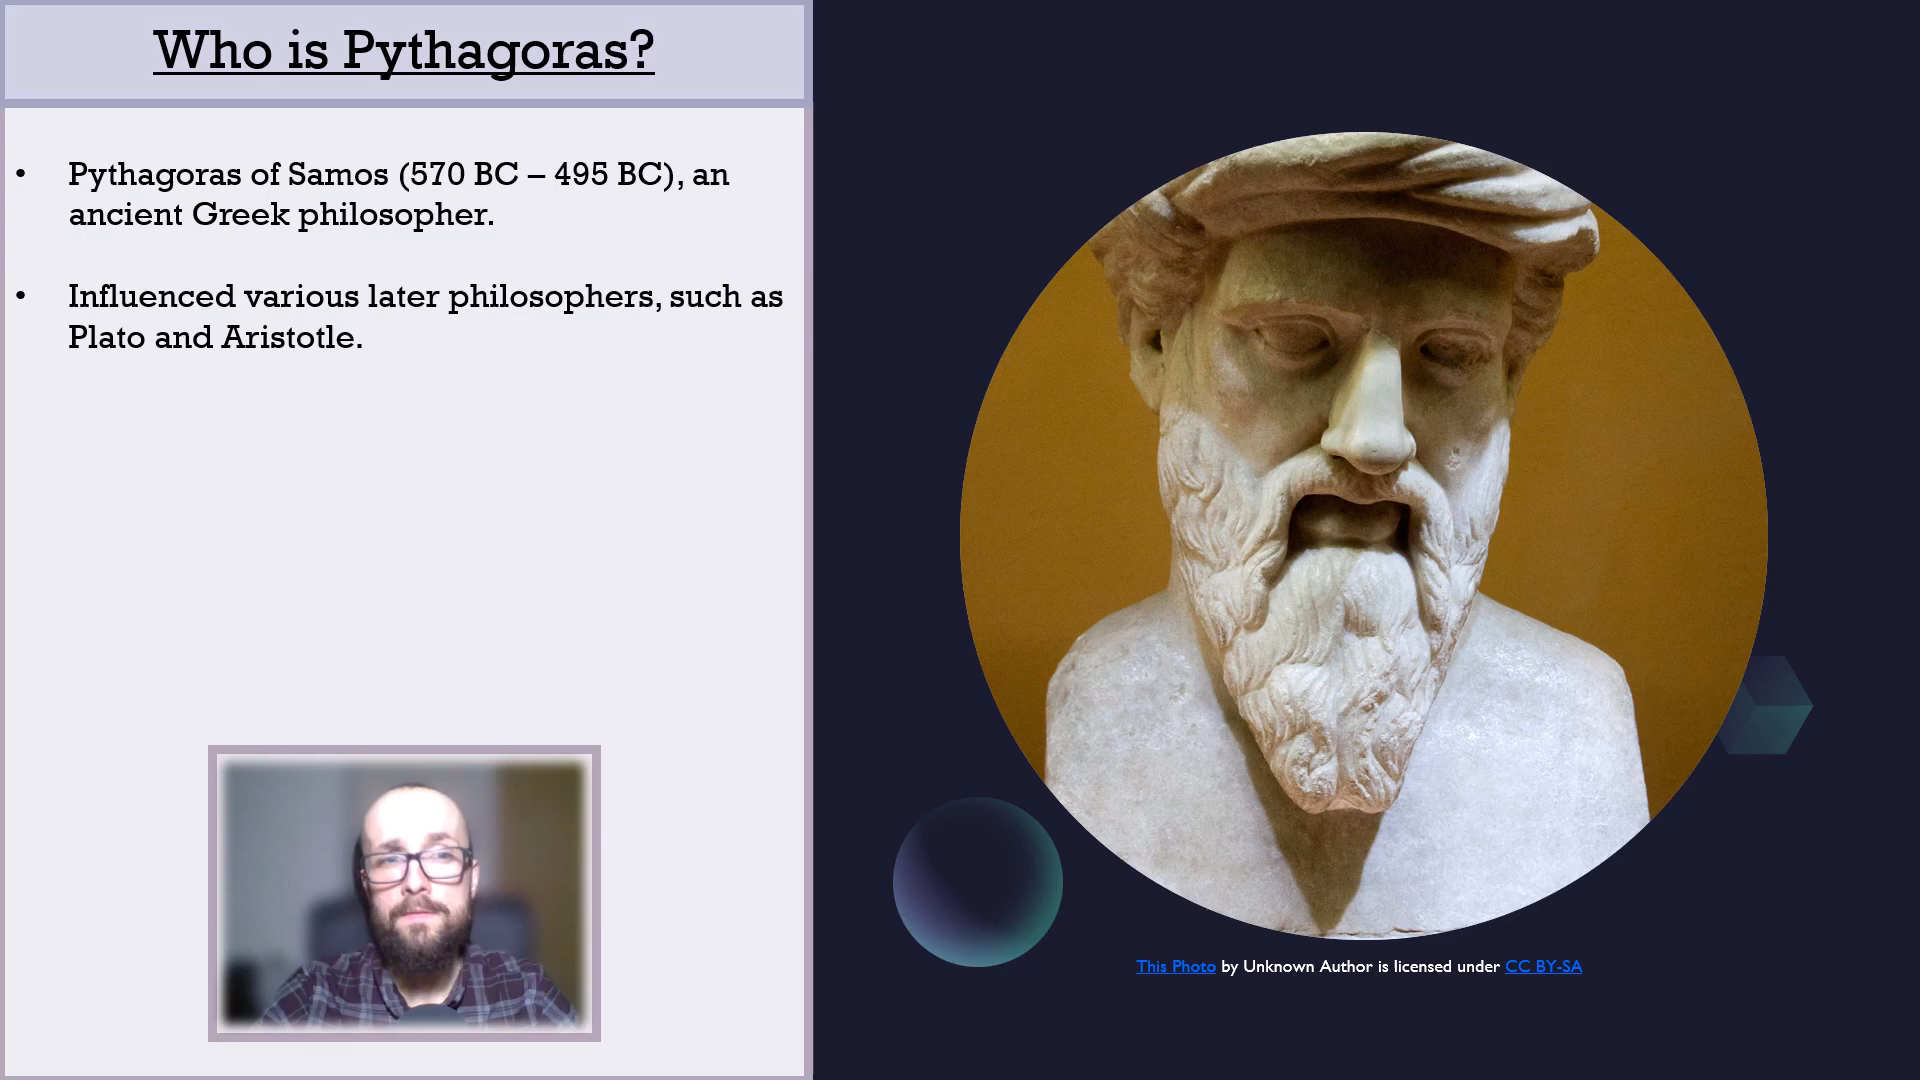 Who is Pythagoras?
• Pythagoras of Samos (570 BC – 495 BC), an
ancient Greek philosopher.
• Influenced various later philosophers, such as
Plato and Aristotle.
This Photo by Unknown Author is licensed under CC BY-SA